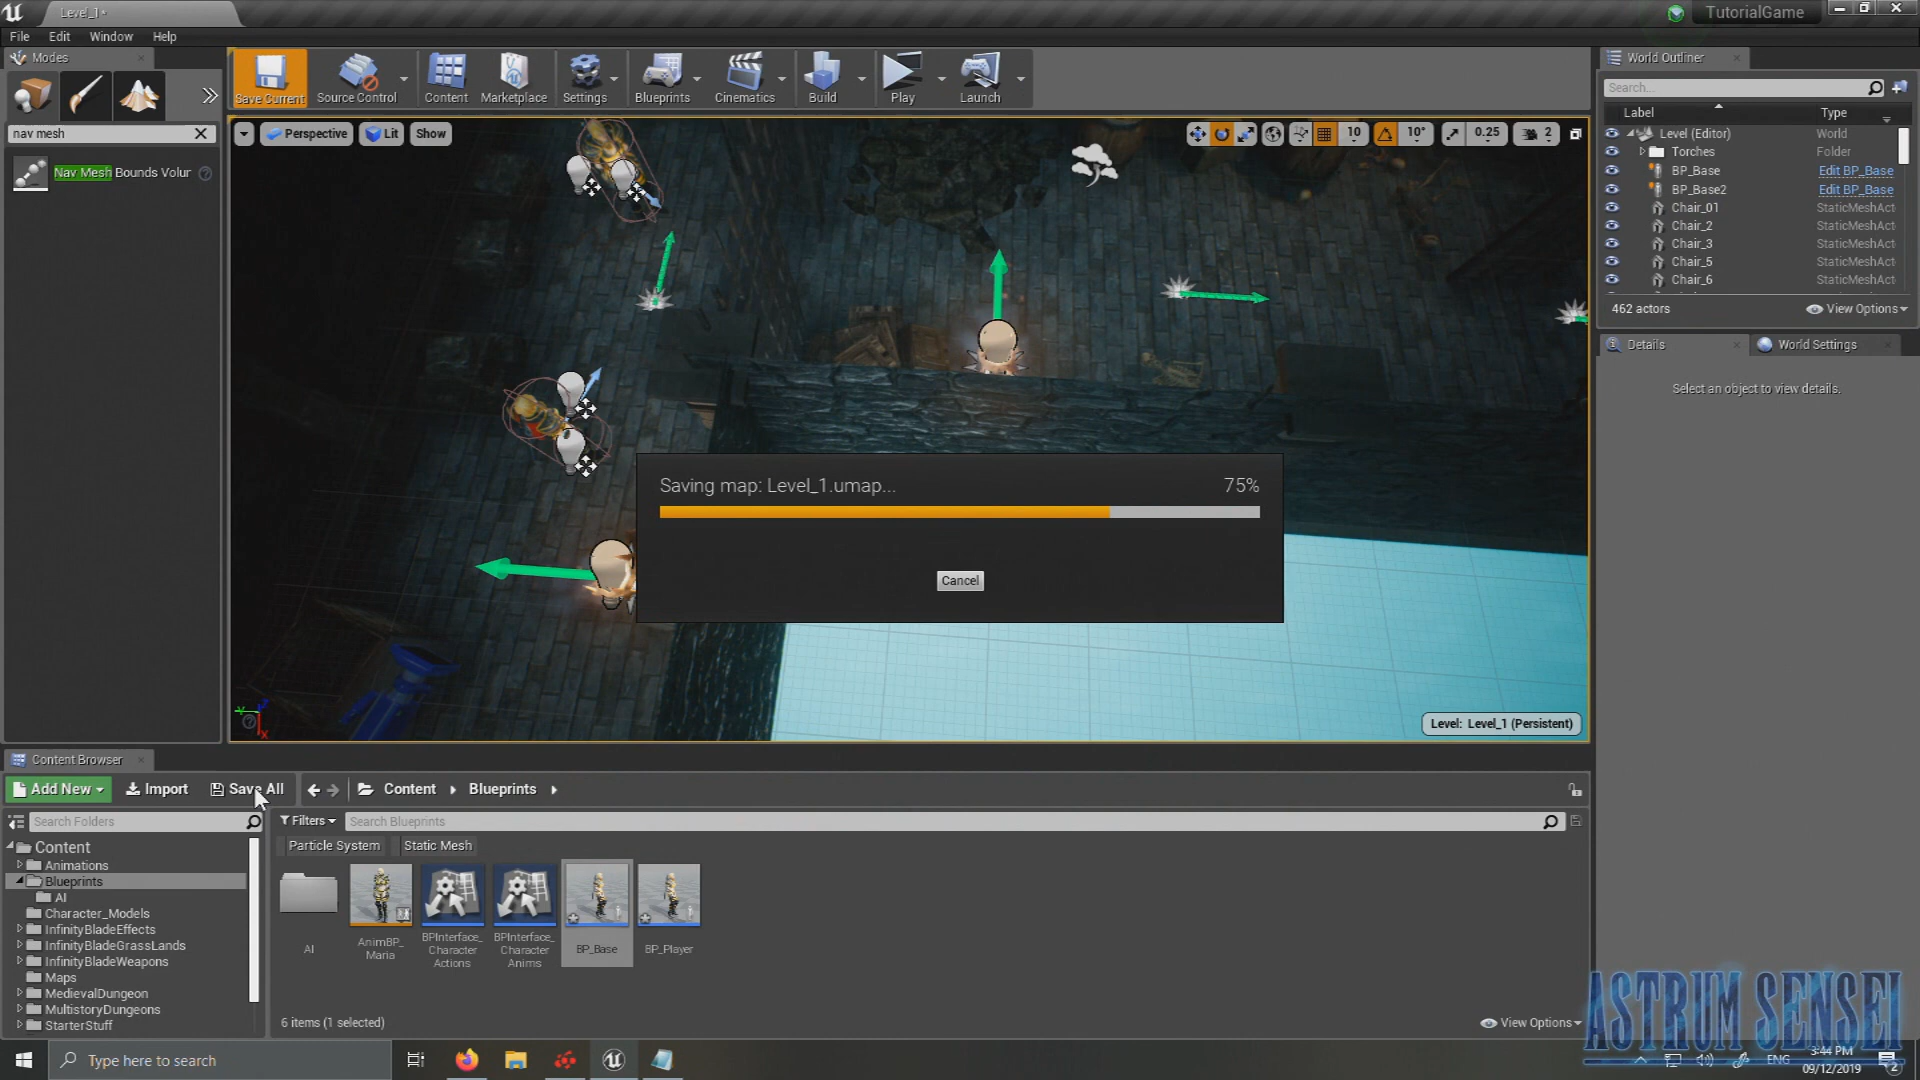 Level_1*
TutorialGame
File Edit Window Help
Modes
Save Current
Source Control
Content
Marketplace
Settings
Blueprints
Cinematics
Build
Play
Launch
World Outliner
Search...
Label Type
nav mesh
Nav Mesh Bounds Volur
Perspective Lit Show
10 10° 0.25 2
Level (Editor) World
Torches Folder
BP_Base Edit BP_Base
BP_Base2 Edit BP_Base
Chair_01 StaticMeshAct
Chair_2 StaticMeshAct
Chair_3 StaticMeshAct
Chair_5 StaticMeshAct
Chair_6 StaticMeshAct
462 actors View Options
Details World Settings
Select an object to view details.
Saving map: Level_1.umap... 75%
Cancel
Level: Level_1 (Persistent)
Content Browser
Add New Import Save All Content Blueprints
Search Folders
Filters Search Blueprints
Particle System Static Mesh
Content
Animations
Blueprints
AI
Character_Models
InfinityBladeEffects
InfinityBladeGrassLands
InfinityBladeWeapons
Maps
MedievalDungeon
MultistoryDungeons
StarterStuff
AI
AnimBP_
Maria
BPInterface_
Character
Actions
BPInterface_
Character
Anims
BP_Base
BP_Player
6 items (1 selected) View Options
ASTRUM SENSEI
Type here to search
ENG
3:44 PM
09/12/2019
2